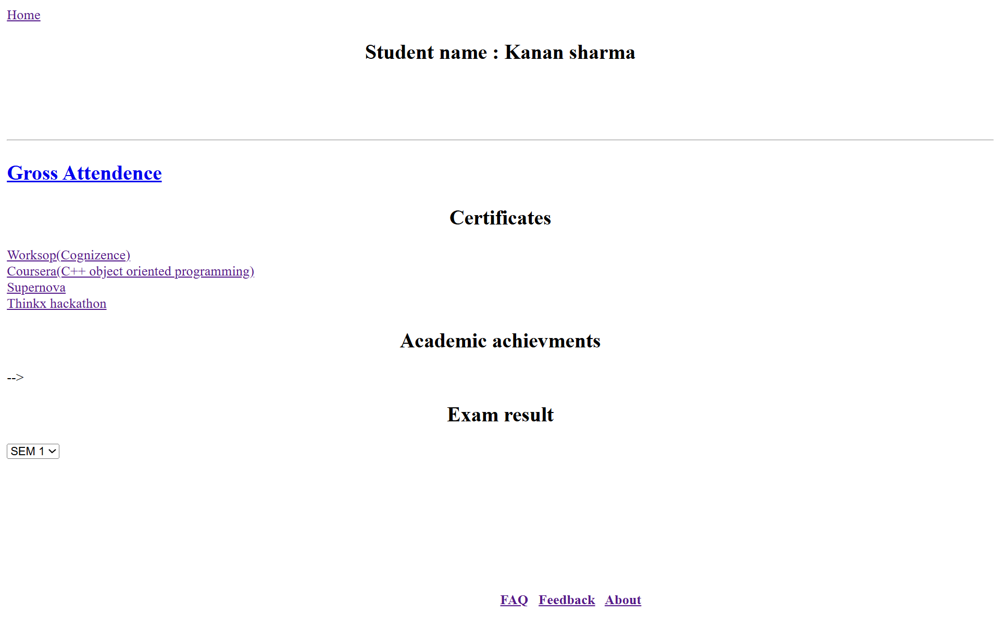 Home
Student name : Kanan sharma
Gross Attendence
Certificates
Worksop(Cognizence)
Coursera(C++ object oriented programming)
Supernova
Thinkx hackathon
Academic achievments
-->
Exam result
SEM 1
FAQ Feedback About